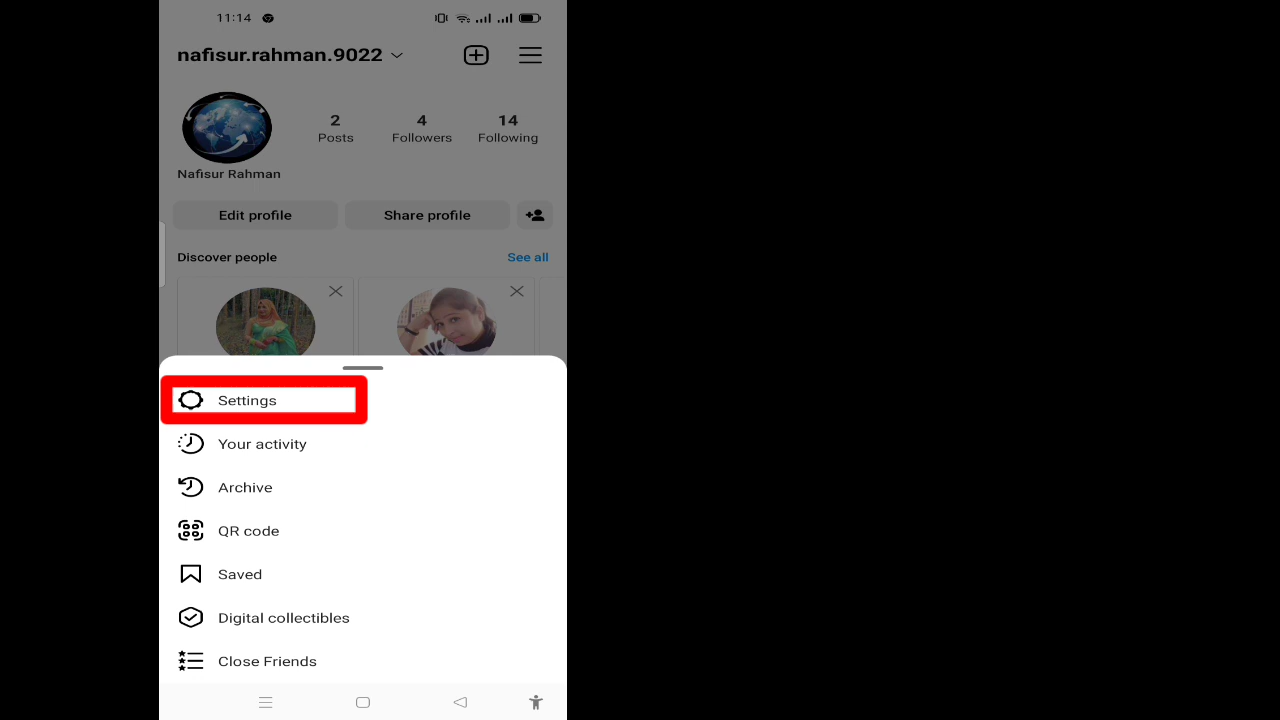 11:14
nafisur.rahman.9022
2 4 14
Posts Followers Following
Nafisur Rahman
Edit profile Share profile
Discover people See all
Settings
Your activity
Archive
QR code
Saved
Digital collectibles
Close Friends